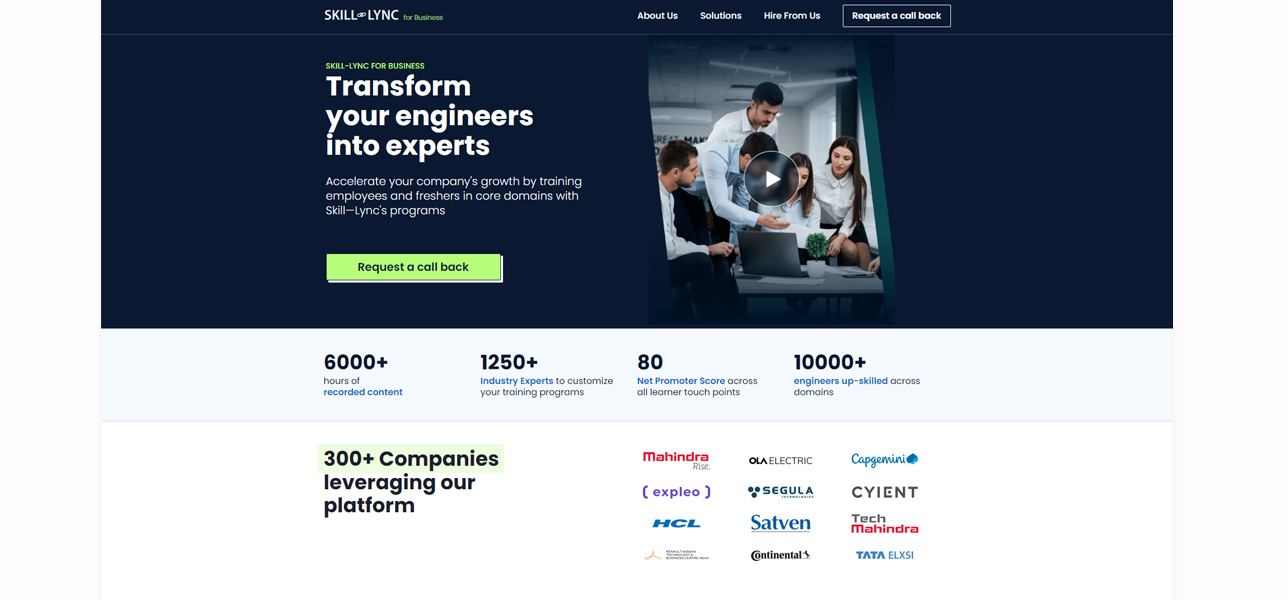 SKILL LYNC for Business
About Us
Solutions
Hire From Us
Request a call back
SKILL-LYNC FOR BUSINESS
Transform
your engineers
into experts
GREAT MAK
Accelerate your company's growth by training
employees and freshers in core domains with
Skill—Lync's programs
Request a call back
6000+
hours of
recorded content
1250+
Industry Experts to customize
your training programs
80
Net Promoter Score across
all learner touch points
10000+
engineers up-skilled across
domains
300+ Companies
leveraging our
platform
Mahindra
Rise.
OLA ELECTRIC
Capgemini
( expleo )
SEGULA
TECHNOLOGIES
CYIENT
HCL
Satven
Tech
Mahindra
RENAULT NISSAN
TECHNOLOGY &
BUSINESS CENTRE INDIA
Continental
TATA ELXSI